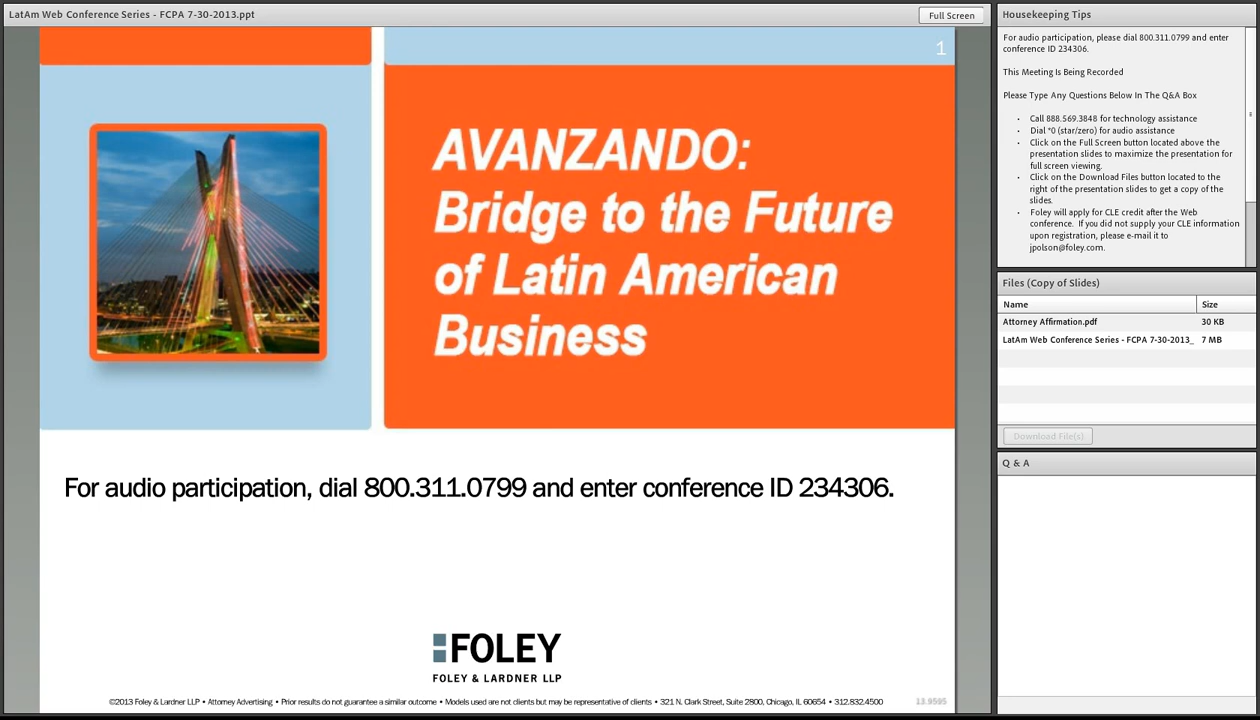 LatAm Web Conference Series - FCPA 7-30-2013.ppt
Full Screen
1
AVANZANDO:
Bridge to the Future
of Latin American
Business
For audio participation, dial 800.311.0799 and enter conference ID 234306.
FOLEY
FOLEY & LARDNER LLP
©2013 Foley & Lardner LLP • Attorney Advertising • Prior results do not guarantee a similar outcome • Models used are not clients but may be representative of clients • 321 N. Clark Street, Suite 2800, Chicago, IL 60654 • 312.832.4500
13.9595
Housekeeping Tips
For audio participation, please dial 800.311.0799 and enter
conference ID 234306.
This Meeting Is Being Recorded
Please Type Any Questions Below In The Q&A Box
• Call 888.569.3848 for technology assistance
• Dial *0 (star/zero) for audio assistance
• Click on the Full Screen button located above the
presentation slides to maximize the presentation for
full screen viewing.
• Click on the Download Files button located to the
right of the presentation slides to get a copy of the
slides.
• Foley will apply for CLE credit after the Web
conference. If you did not supply your CLE information
upon registration, please e-mail it to
jpolson@foley.com.
Files (Copy of Slides)
Name Size
Attorney Affirmation.pdf 30 KB
LatAm Web Conference Series - FCPA 7-30-2013_ 7 MB
Download File(s)
Q & A